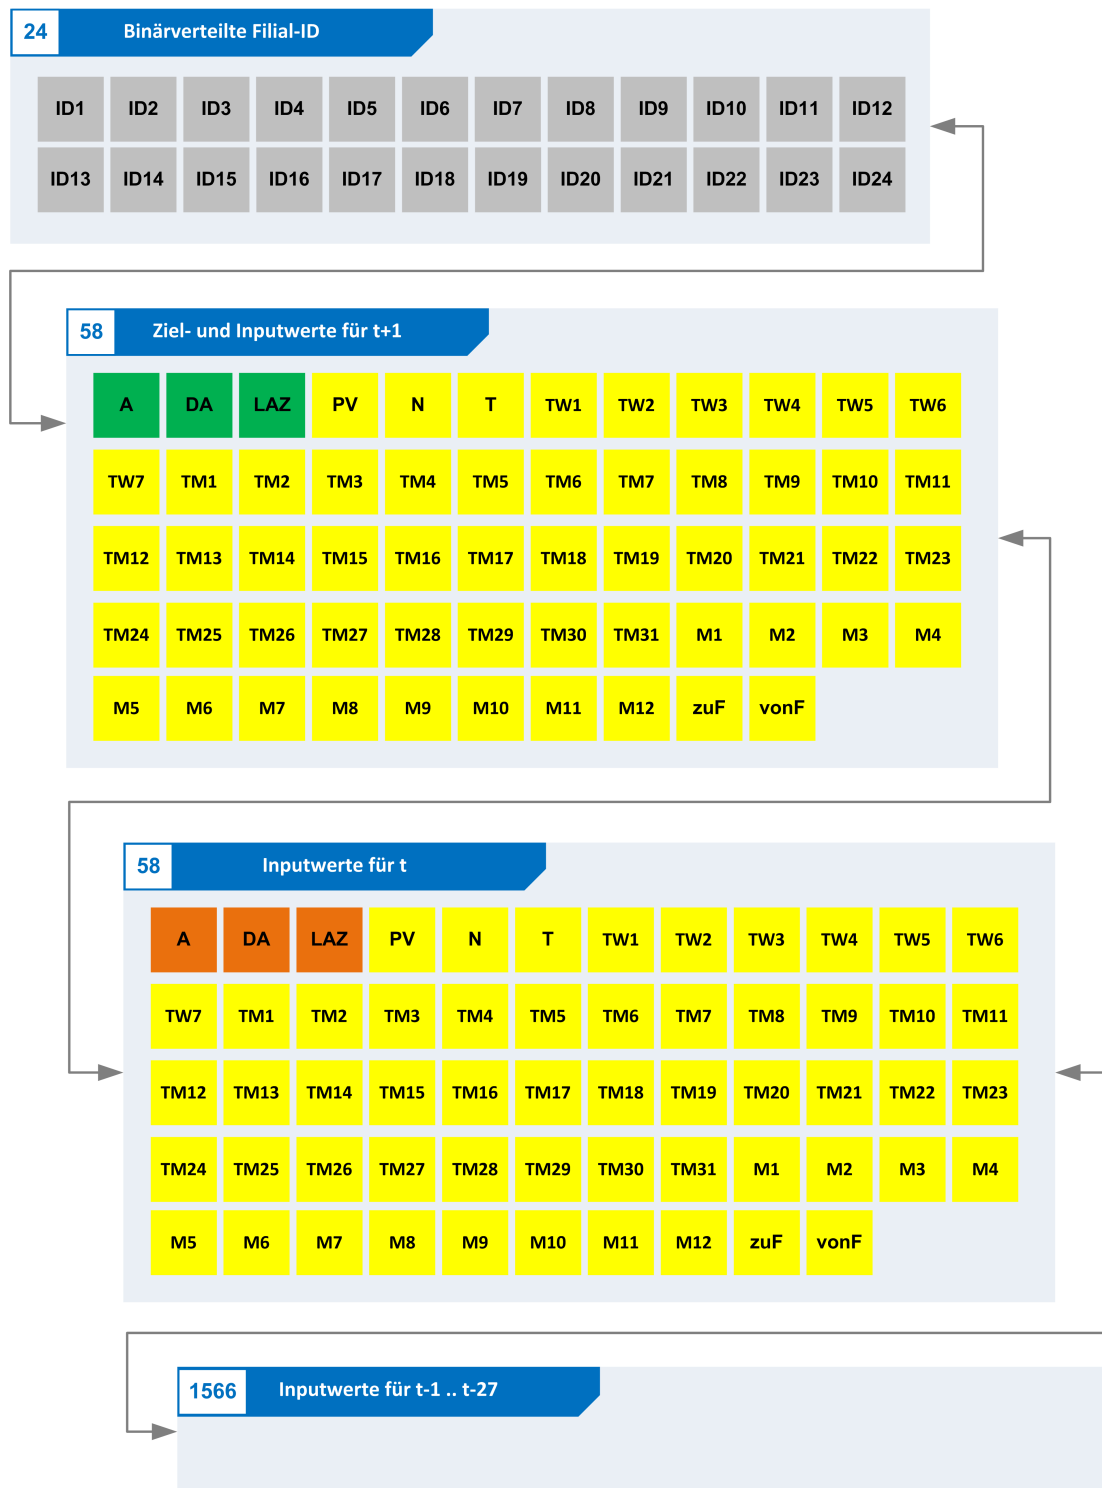 24 Binärverteilte Filial-ID
ID1 ID2 ID3 ID4 ID5 ID6 ID7 ID8 ID9 ID10 ID11 ID12
ID13 ID14 ID15 ID16 ID17 ID18 ID19 ID20 ID21 ID22 ID23 ID24
58 Ziel- und Inputwerte für t+1
A DA LAZ PV N T TW1 TW2 TW3 TW4 TW5 TW6
TW7 TM1 TM2 TM3 TM4 TM5 TM6 TM7 TM8 TM9 TM10 TM11
TM12 TM13 TM14 TM15 TM16 TM17 TM18 TM19 TM20 TM21 TM22 TM23
TM24 TM25 TM26 TM27 TM28 TM29 TM30 TM31 M1 M2 M3 M4
M5 M6 M7 M8 M9 M10 M11 M12 zuF vonF
58 Inputwerte für t
A DA LAZ PV N T TW1 TW2 TW3 TW4 TW5 TW6
TW7 TM1 TM2 TM3 TM4 TM5 TM6 TM7 TM8 TM9 TM10 TM11
TM12 TM13 TM14 TM15 TM16 TM17 TM18 TM19 TM20 TM21 TM22 TM23
TM24 TM25 TM26 TM27 TM28 TM29 TM30 TM31 M1 M2 M3 M4
M5 M6 M7 M8 M9 M10 M11 M12 zuF vonF
1566 Inputwerte für t-1 .. t-27